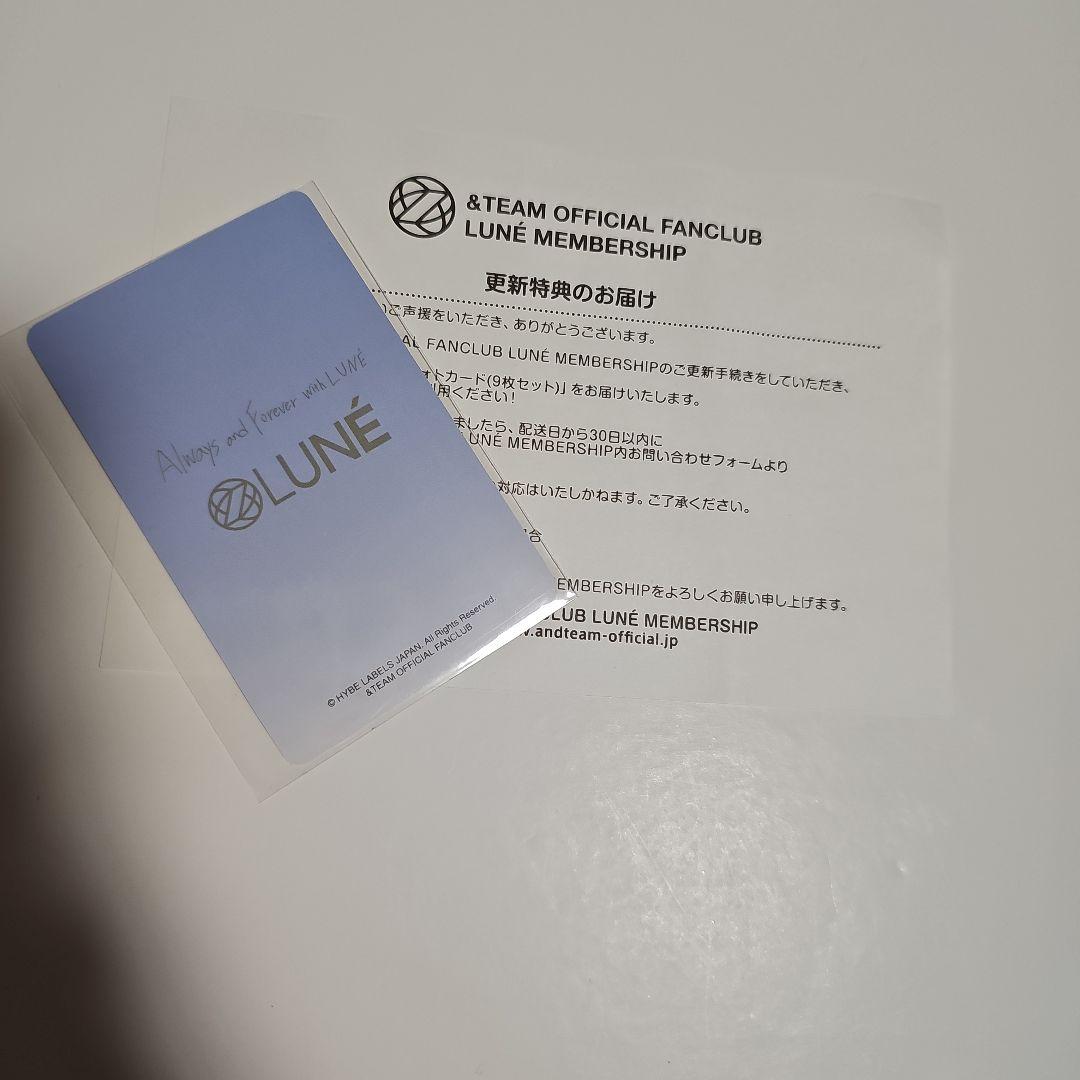 Always and Forever with LUNÉ
LUNÉ
© HYBE LABELS JAPAN. All Rights Reserved.
&TEAM OFFICIAL FANCLUB
&TEAM OFFICIAL FANCLUB
LUNÉ MEMBERSHIP
更新特典のお届け
ご声援をいただき、ありがとうございます。
AL FANCLUB LUNÉ MEMBERSHIPのご更新手続きをしていただき、
ォトカード(9枚セット)」をお届けいたします。
用ください!
ましたら、配送日から30日以内に
LUNÉ MEMBERSHIP内お問い合わせフォームより
対応はいたしかねます。ご了承ください。
合
EMBERSHIPをよろしくお願い申し上げます。
LUB LUNÉ MEMBERSHIP
.andteam-official.jp